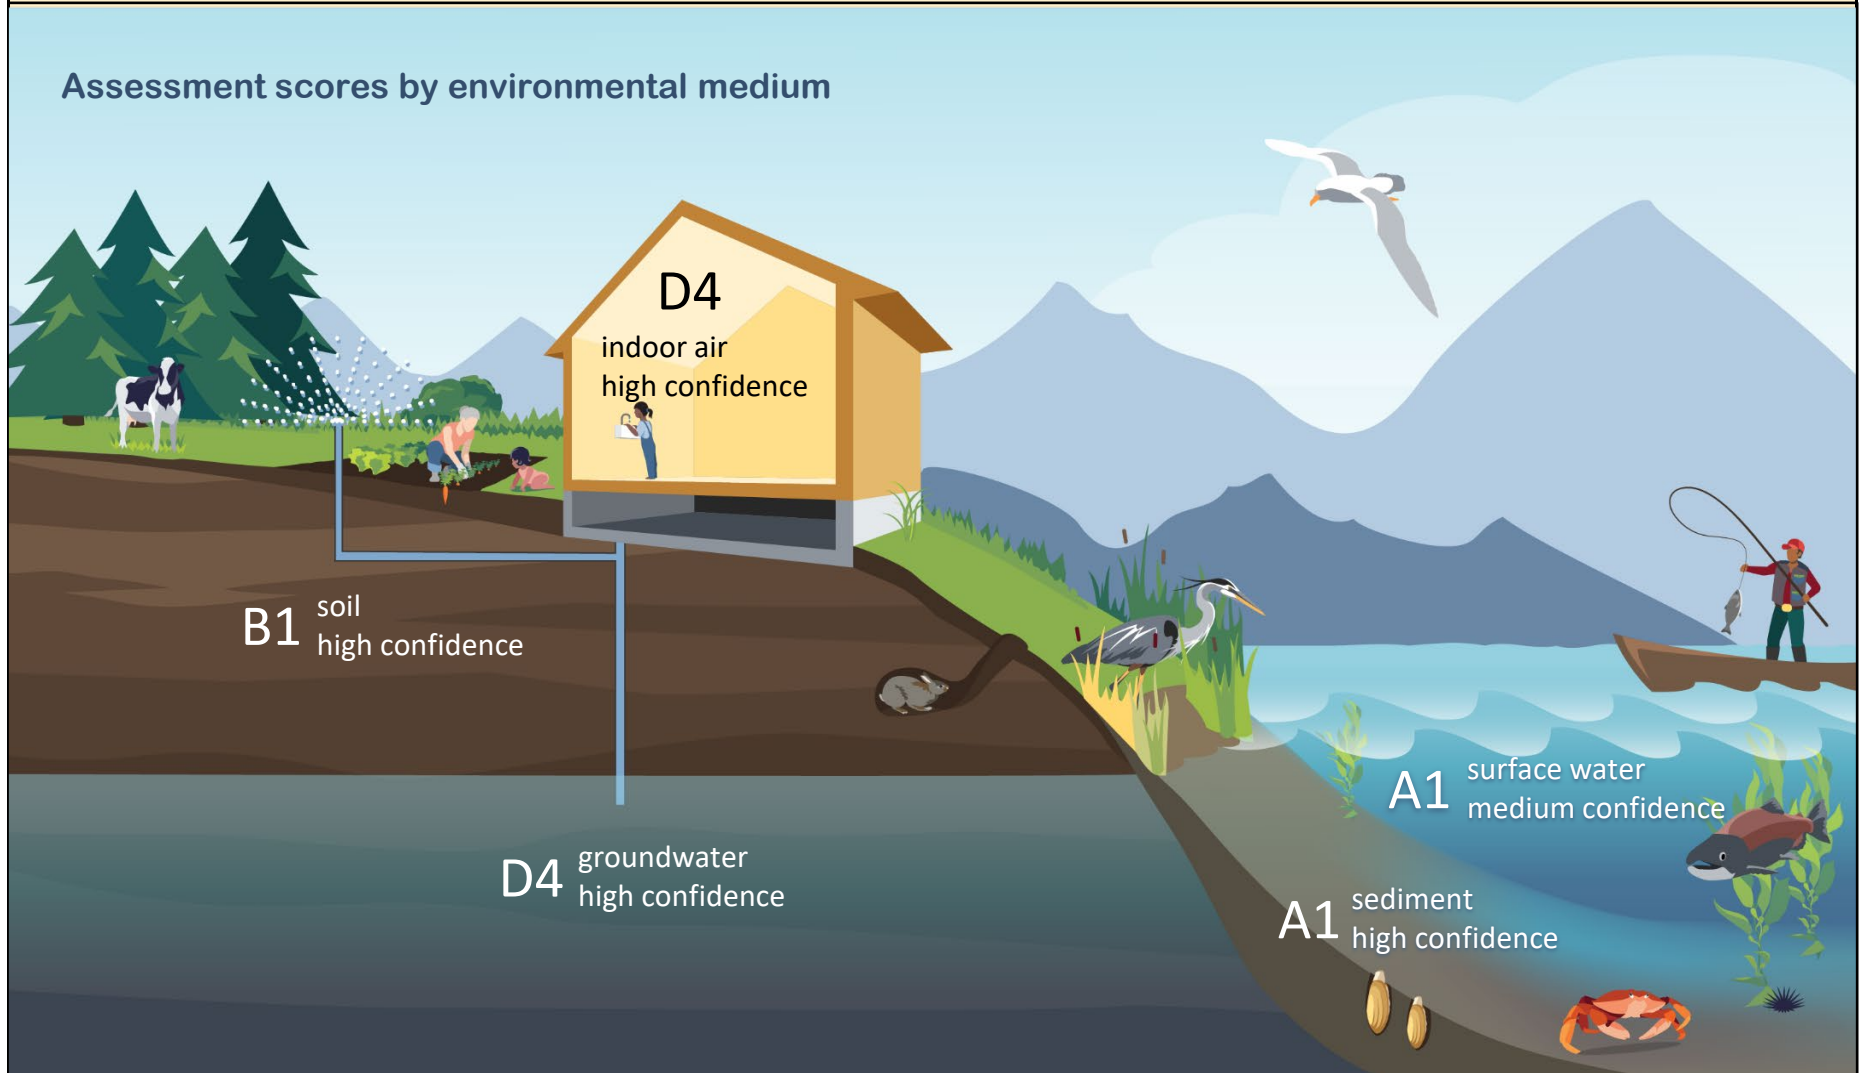 Assessment scores by environmental medium
D4
indoor air
high confidence
B1
soil
high confidence
A1
surface water
medium confidence
D4
groundwater
high confidence
A1
sediment
high confidence